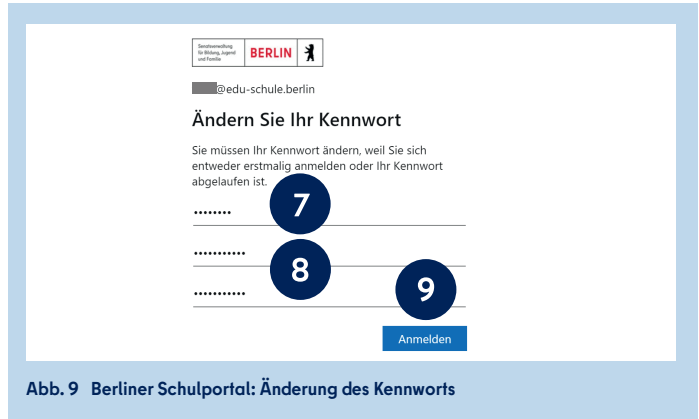 Senatsverwaltung
für Bildung, Jugend
und Familie
BERLIN
@edu-schule.berlin
Ändern Sie Ihr Kennwort
Sie müssen Ihr Kennwort ändern, weil Sie sich
entweder erstmalig anmelden oder Ihr Kennwort
abgelaufen ist.
7
8
9
Anmelden
Abb. 9 Berliner Schulportal: Änderung des Kennworts